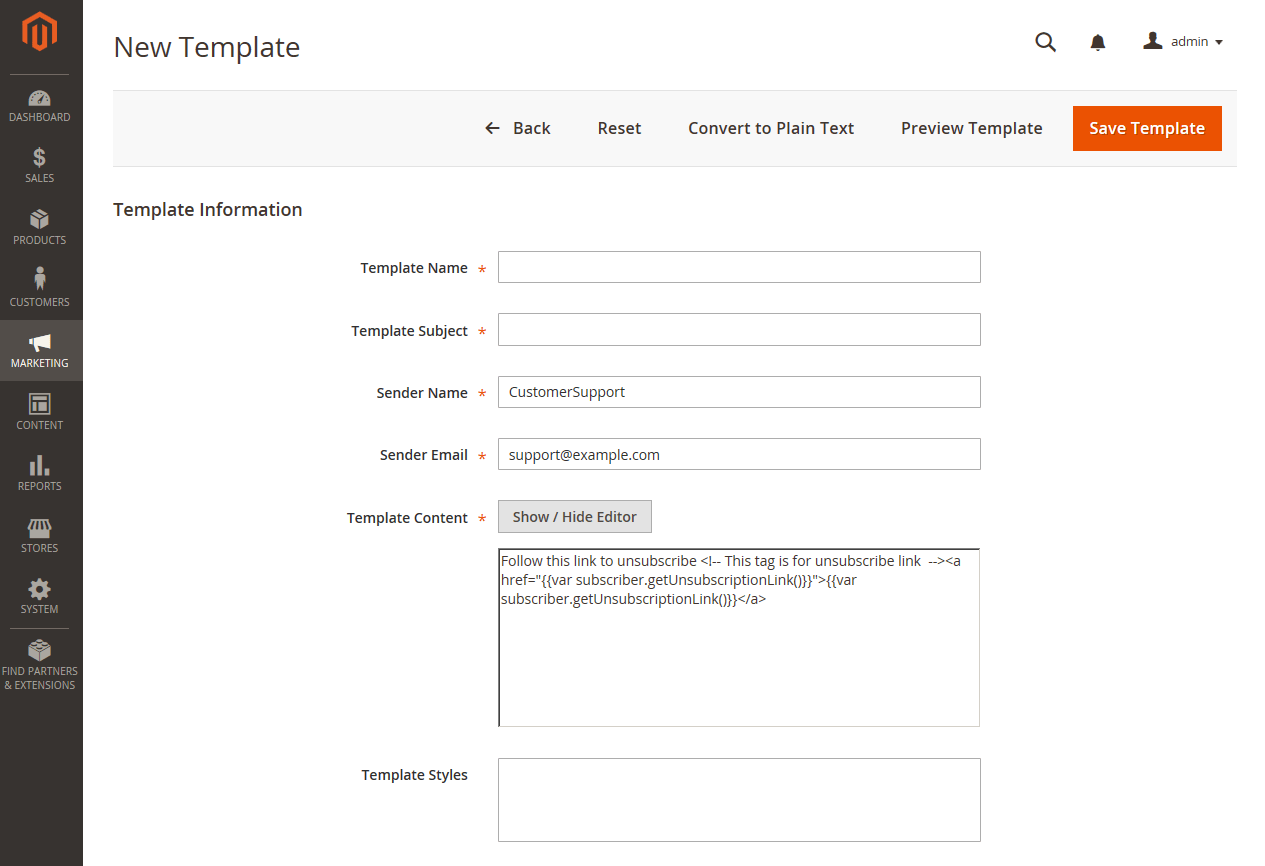 New Template
admin
DASHBOARD
SALES
PRODUCTS
CUSTOMERS
MARKETING
CONTENT
REPORTS
STORES
SYSTEM
FIND PARTNERS
& EXTENSIONS
Back
Reset
Convert to Plain Text
Preview Template
Save Template
Template Information
Template Name *
Template Subject *
Sender Name * CustomerSupport
Sender Email * support@example.com
Template Content * Show / Hide Editor
Follow this link to unsubscribe <!-- This tag is for unsubscribe link  --><a
href="{{var subscriber.getUnsubscriptionLink()}}">{{var
subscriber.getUnsubscriptionLink()}}</a>
Template Styles